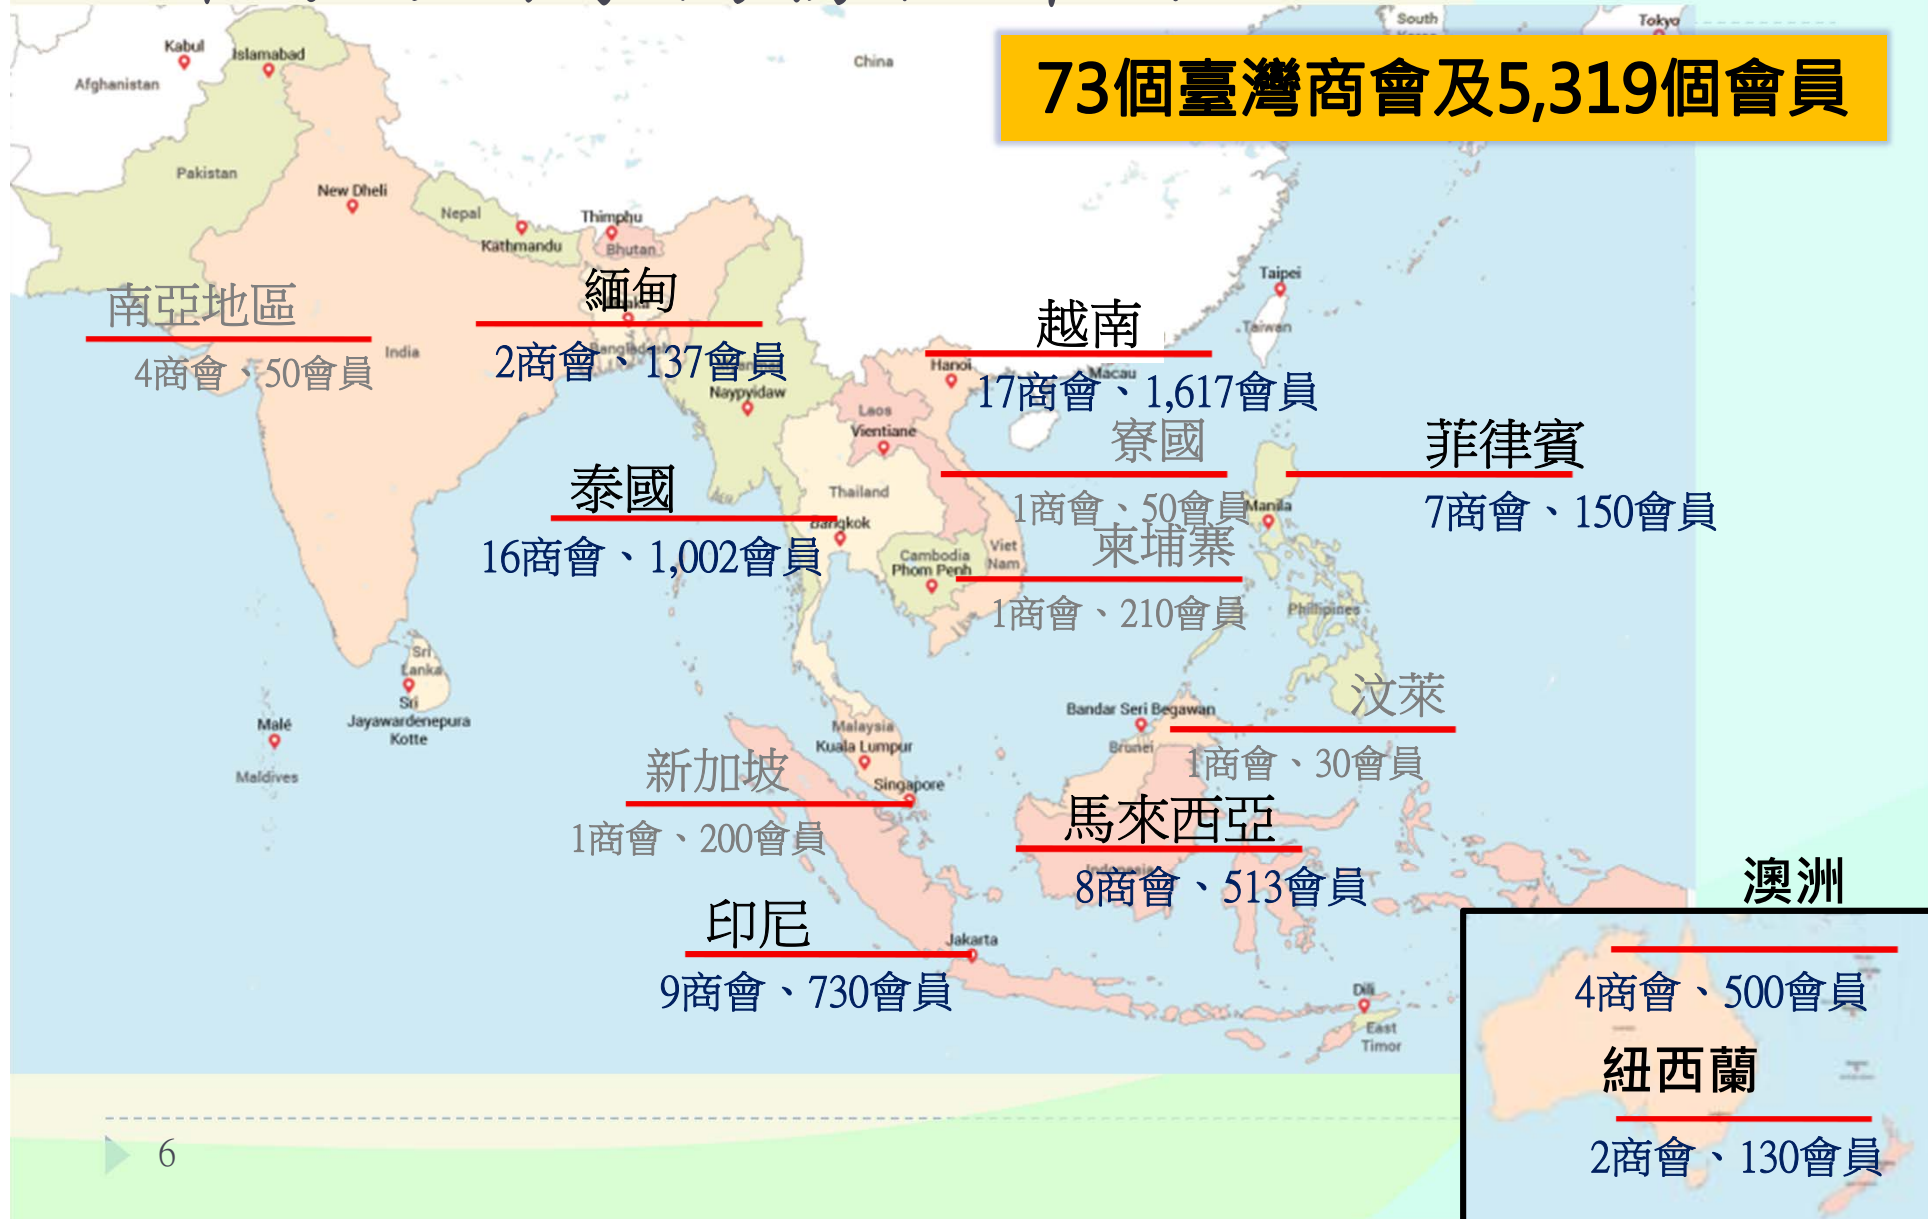 South
Tokyo
Kabul
Islamabad
China
Afghanistan
73個臺灣商會及5,319個會員
Pakistan
New Dheli
Nepal
Thimphu
Kathmandu
Bhutan
Taipei
Taiwan
南亞地區
4商會、50會員
India
緬甸
2商會、137會員
Naypyidaw
越南
Hanoi
Macau
17商會、1,617會員
Laos
Vientiane
寮國
1商會、50會員
菲律賓
Manila
7商會、150會員
泰國
Thailand
Bangkok
16商會、1,002會員
柬埔寨
Cambodia
Phom Penh
Viet
Nam
1商會、210會員
Philipines
Sri
Lanka
Sri
Jayawardenepura
Kotte
Malé
Maldives
汶萊
Bandar Seri Begawan
Brunei
1商會、30會員
Malaysia
Kuala Lumpur
新加坡
Singapore
1商會、200會員
馬來西亞
Indonesia
8商會、513會員
印尼
Jakarta
9商會、730會員
Dili
East
Timor
澳洲
4商會、500會員
紐西蘭
2商會、130會員
6